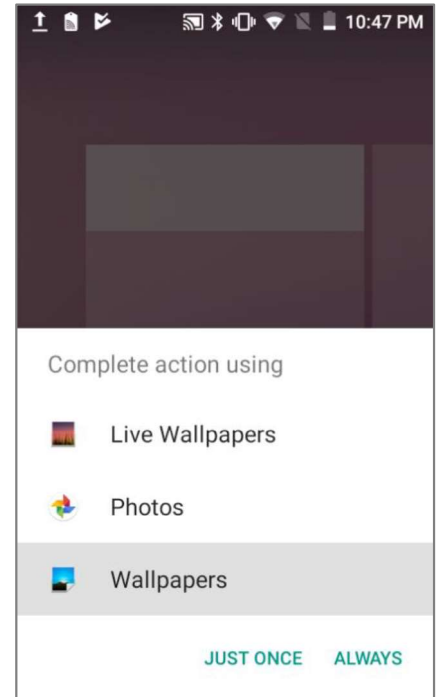 10:47 PM
Complete action using
Live Wallpapers
Photos
Wallpapers
JUST ONCE ALWAYS